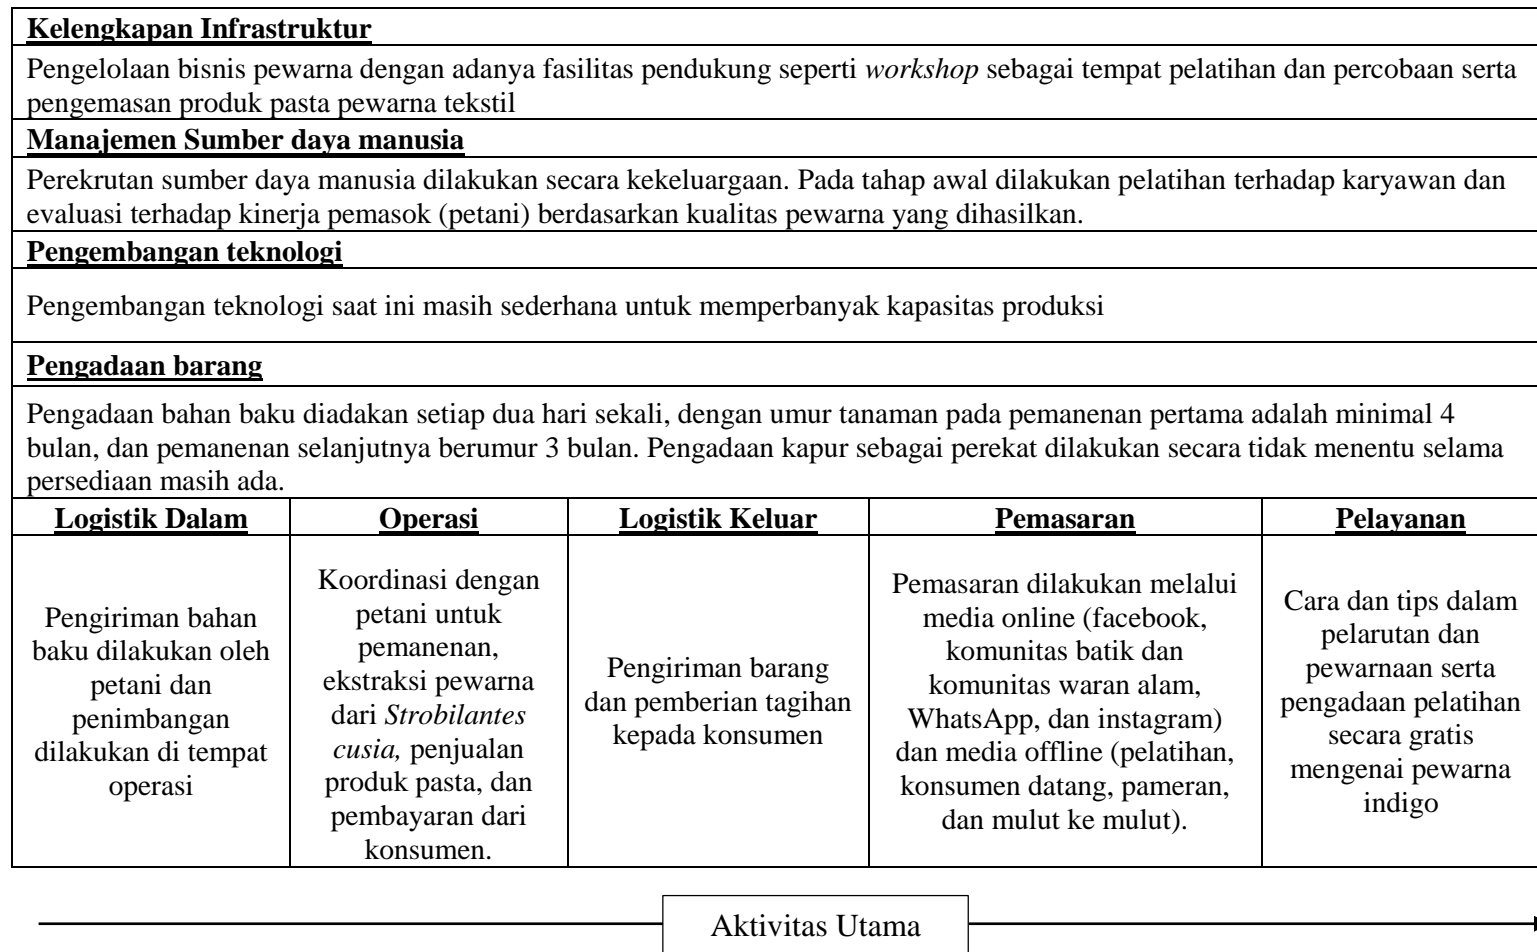 Kelengkapan Infrastruktur
Pengelolaan bisnis pewarna dengan adanya fasilitas pendukung seperti workshop sebagai tempat pelatihan dan percobaan serta
pengemasan produk pasta pewarna tekstil
Manajemen Sumber daya manusia
Perekrutan sumber daya manusia dilakukan secara kekeluargaan. Pada tahap awal dilakukan pelatihan terhadap karyawan dan
evaluasi terhadap kinerja pemasok (petani) berdasarkan kualitas pewarna yang dihasilkan.
Pengembangan teknologi
Pengembangan teknologi saat ini masih sederhana untuk memperbanyak kapasitas produksi
Pengadaan barang
Pengadaan bahan baku diadakan setiap dua hari sekali, dengan umur tanaman pada pemanenan pertama adalah minimal 4
bulan, dan pemanenan selanjutnya berumur 3 bulan. Pengadaan kapur sebagai perekat dilakukan secara tidak menentu selama
persediaan masih ada.
Logistik Dalam
Pengiriman bahan
baku dilakukan oleh
petani dan
penimbangan
dilakukan di tempat
operasi
Operasi
Koordinasi dengan
petani untuk
pemanenan,
ekstraksi pewarna
dari Strobilantes
cusia, penjualan
produk pasta, dan
pembayaran dari
konsumen.
Logistik Keluar
Pengiriman barang
dan pemberian tagihan
kepada konsumen
Pemasaran
Pemasaran dilakukan melalui
media online (facebook,
komunitas batik dan
komunitas waran alam,
WhatsApp, dan instagram)
dan media offline (pelatihan,
konsumen datang, pameran,
dan mulut ke mulut).
Pelayanan
Cara dan tips dalam
pelarutan dan
pewarnaan serta
pengadaan pelatihan
secara gratis
mengenai pewarna
indigo
Aktivitas Utama